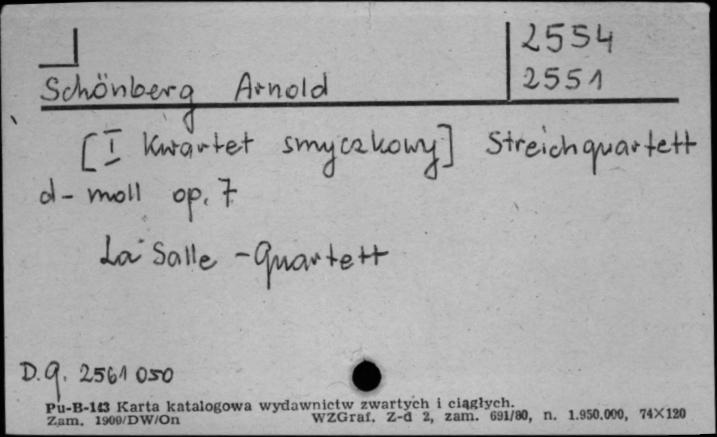 2554
Schönberg Arnold 2551
[I Kwartet smyczkowy] Streichquartett
d-moll op. 7
La Salle - Quartett
D.G. 2561 050
Pu-B-143 Karta katalogowa wydawnictw zwartych i ciągłych.
Zam. 1909/DW/On WZGraf. Z-d 2, zam. 691/80, n. 1.950.000, 74X120